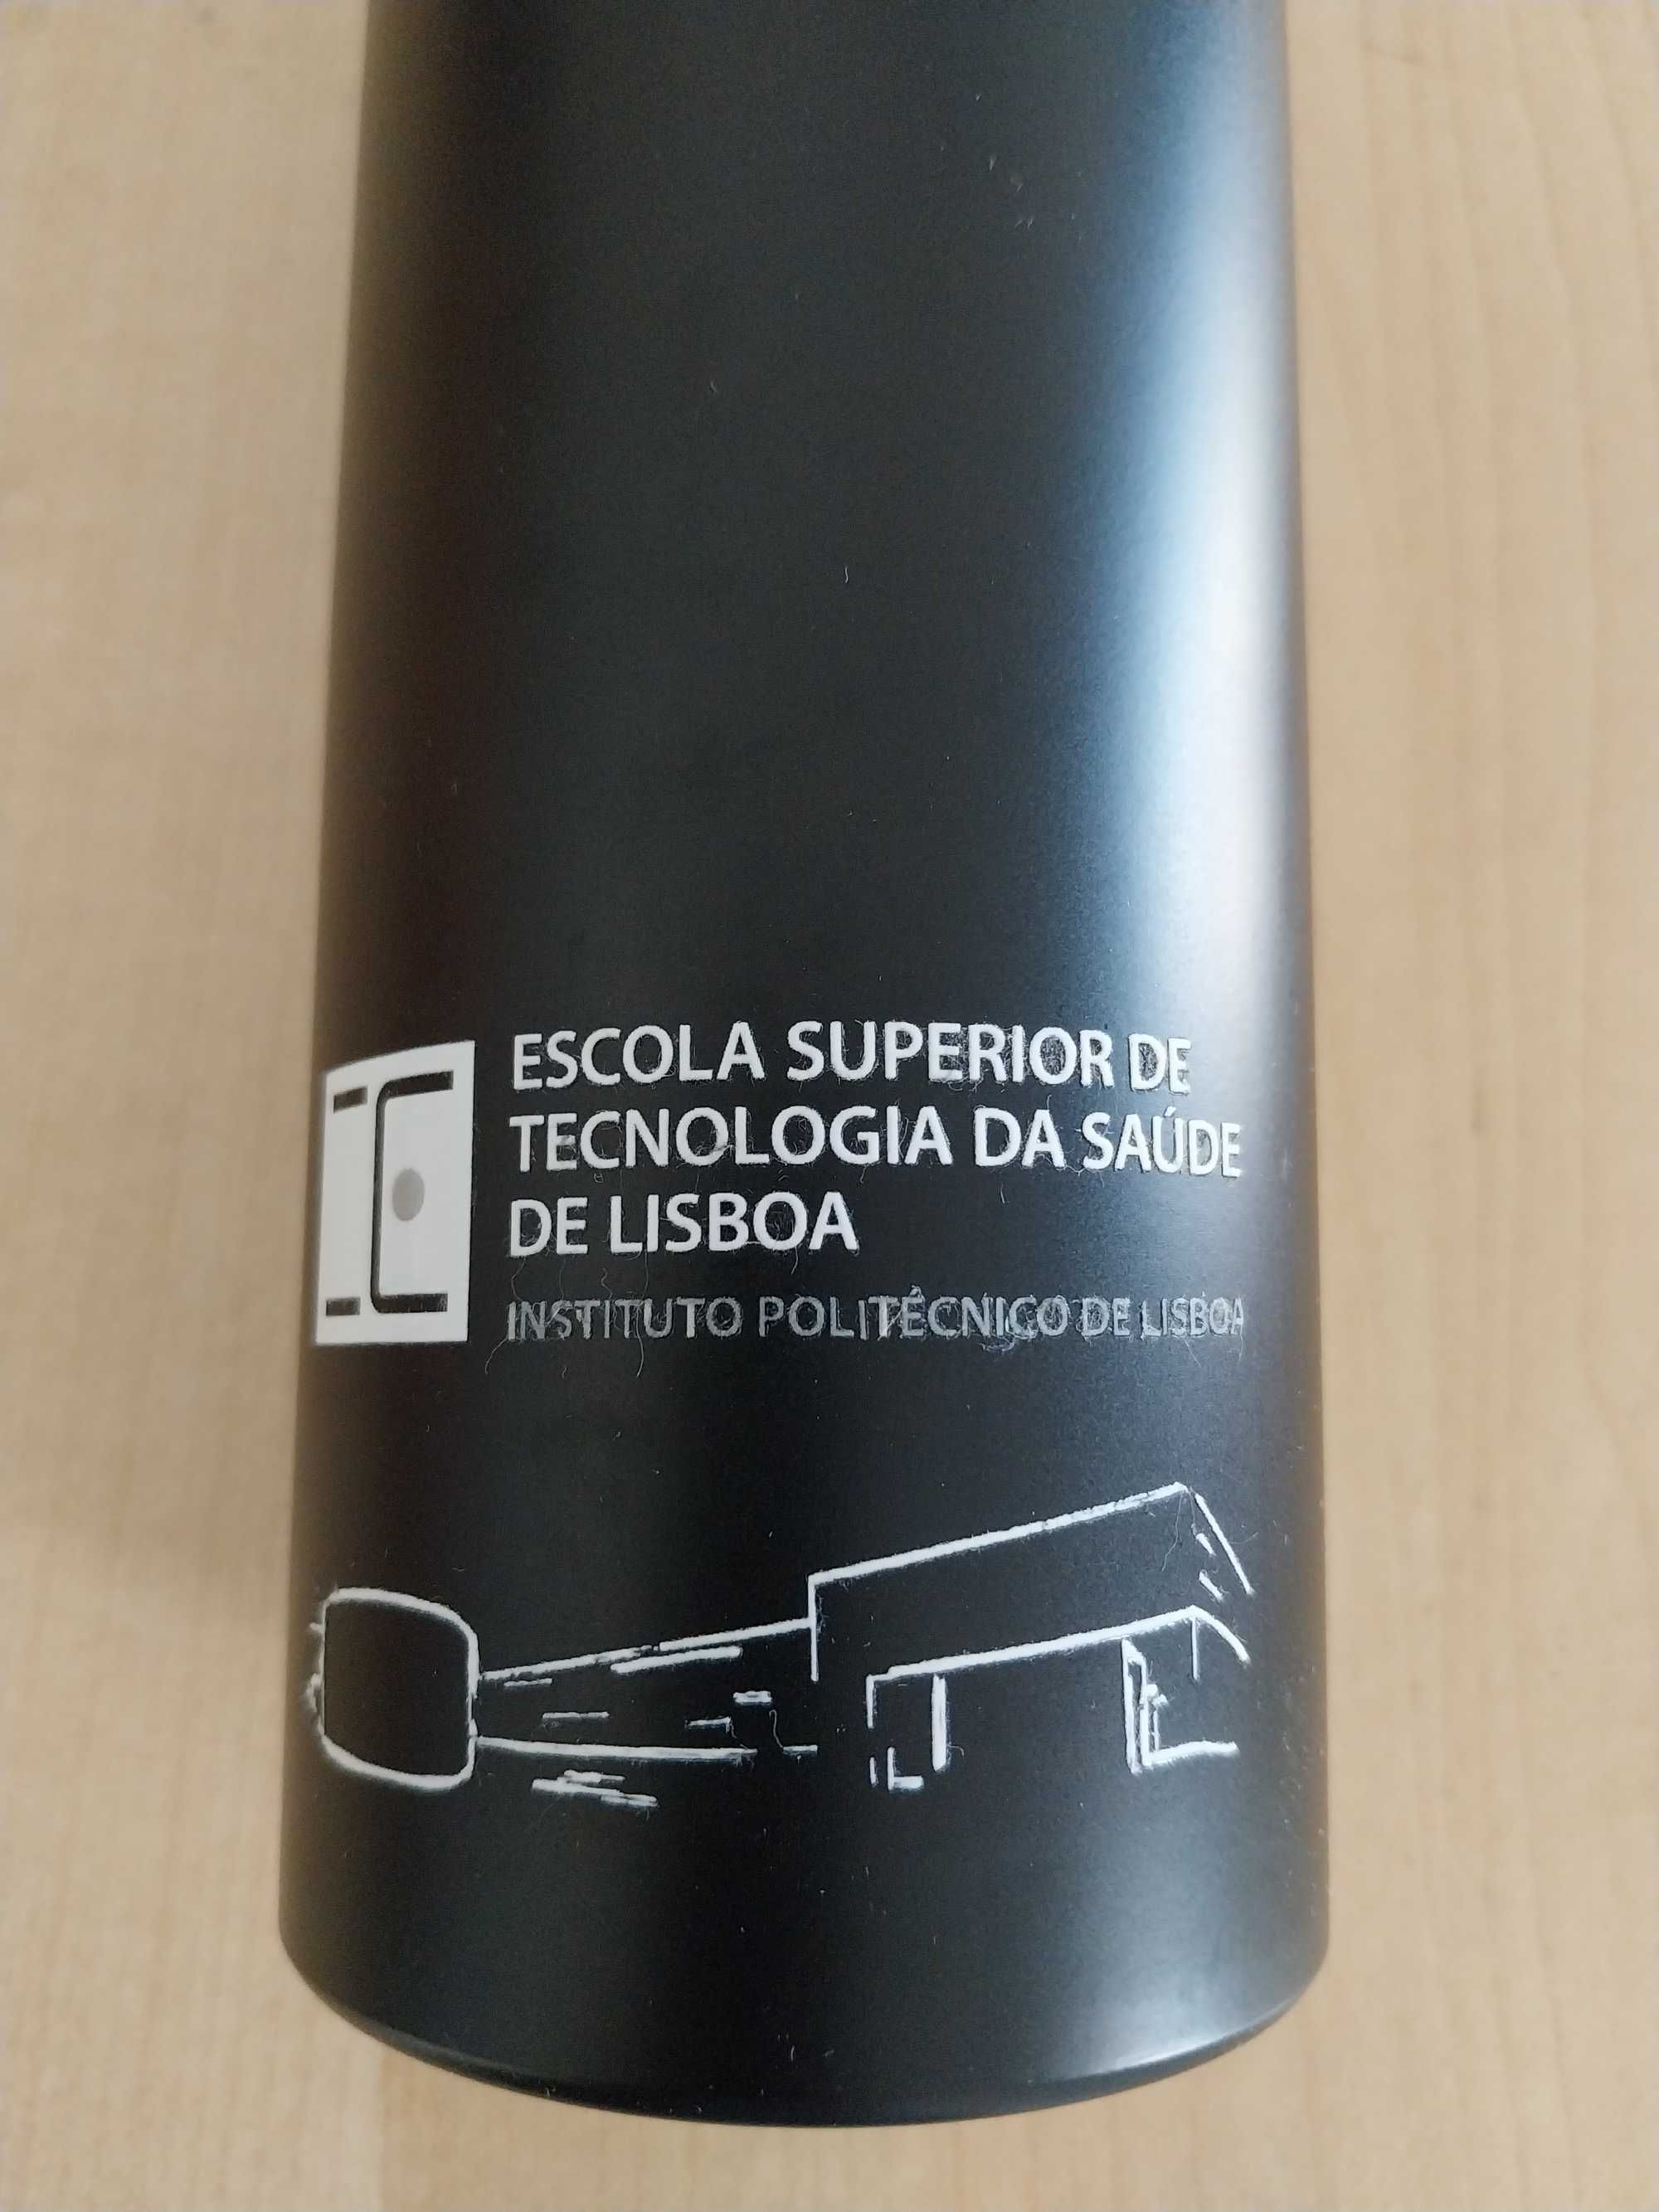 ESCOLA SUPERIOR DE
TECNOLOGIA DA SAÚDE
DE LISBOA
INSTITUTO POLITÉCNICO DE LISBOA